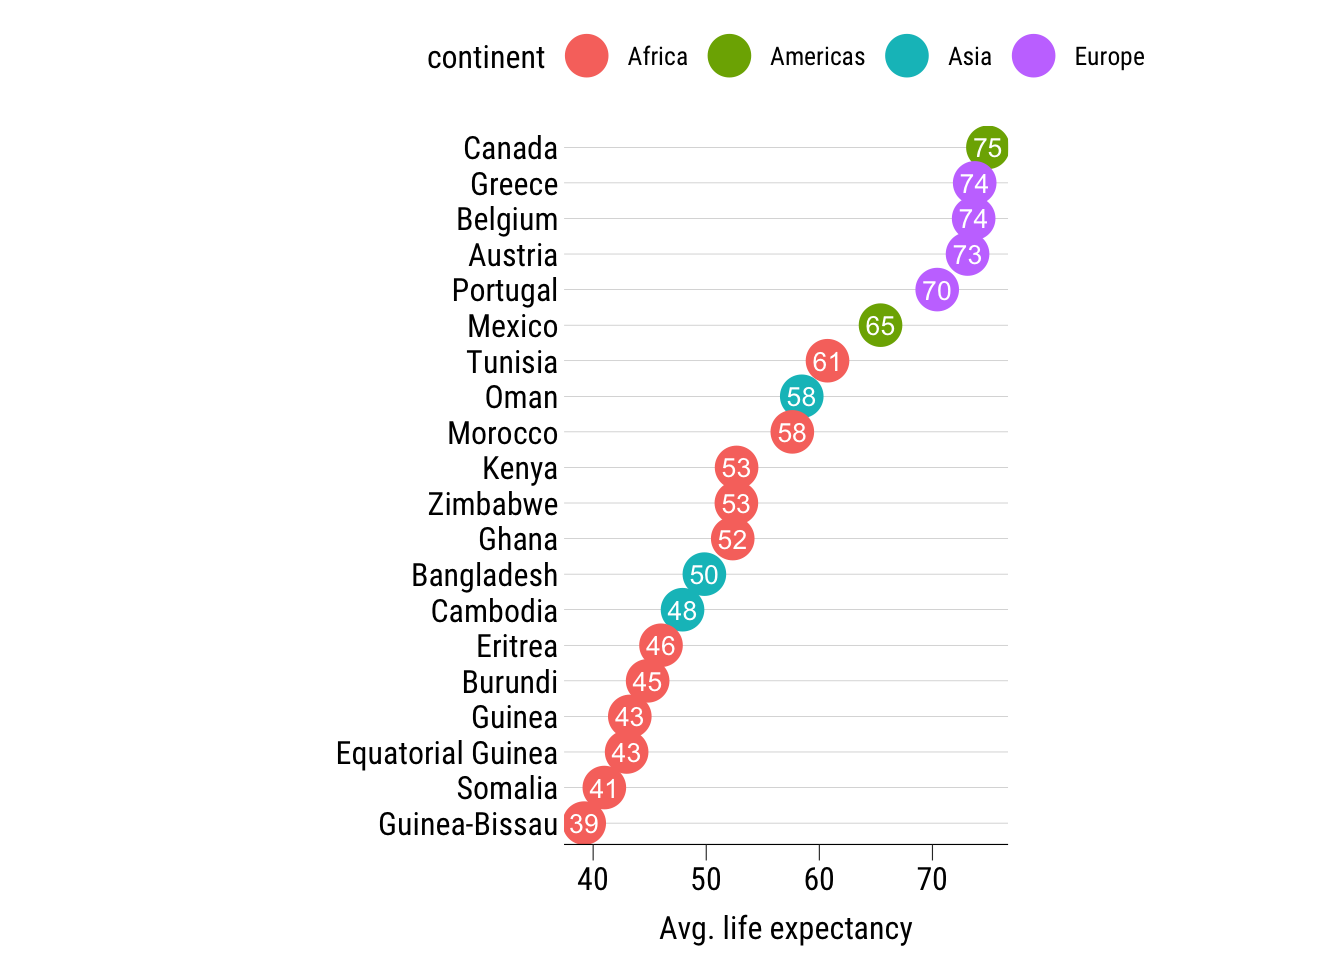 continent Africa Americas Asia Europe
Canada 75
Greece 74
Belgium 74
Austria 73
Portugal 70
Mexico 65
Tunisia 61
Oman 58
Morocco 58
Kenya 53
Zimbabwe 53
Ghana 52
Bangladesh 50
Cambodia 48
Eritrea 46
Burundi 45
Guinea 43
Equatorial Guinea 43
Somalia 41
Guinea-Bissau 39
40 50 60 70
Avg. life expectancy